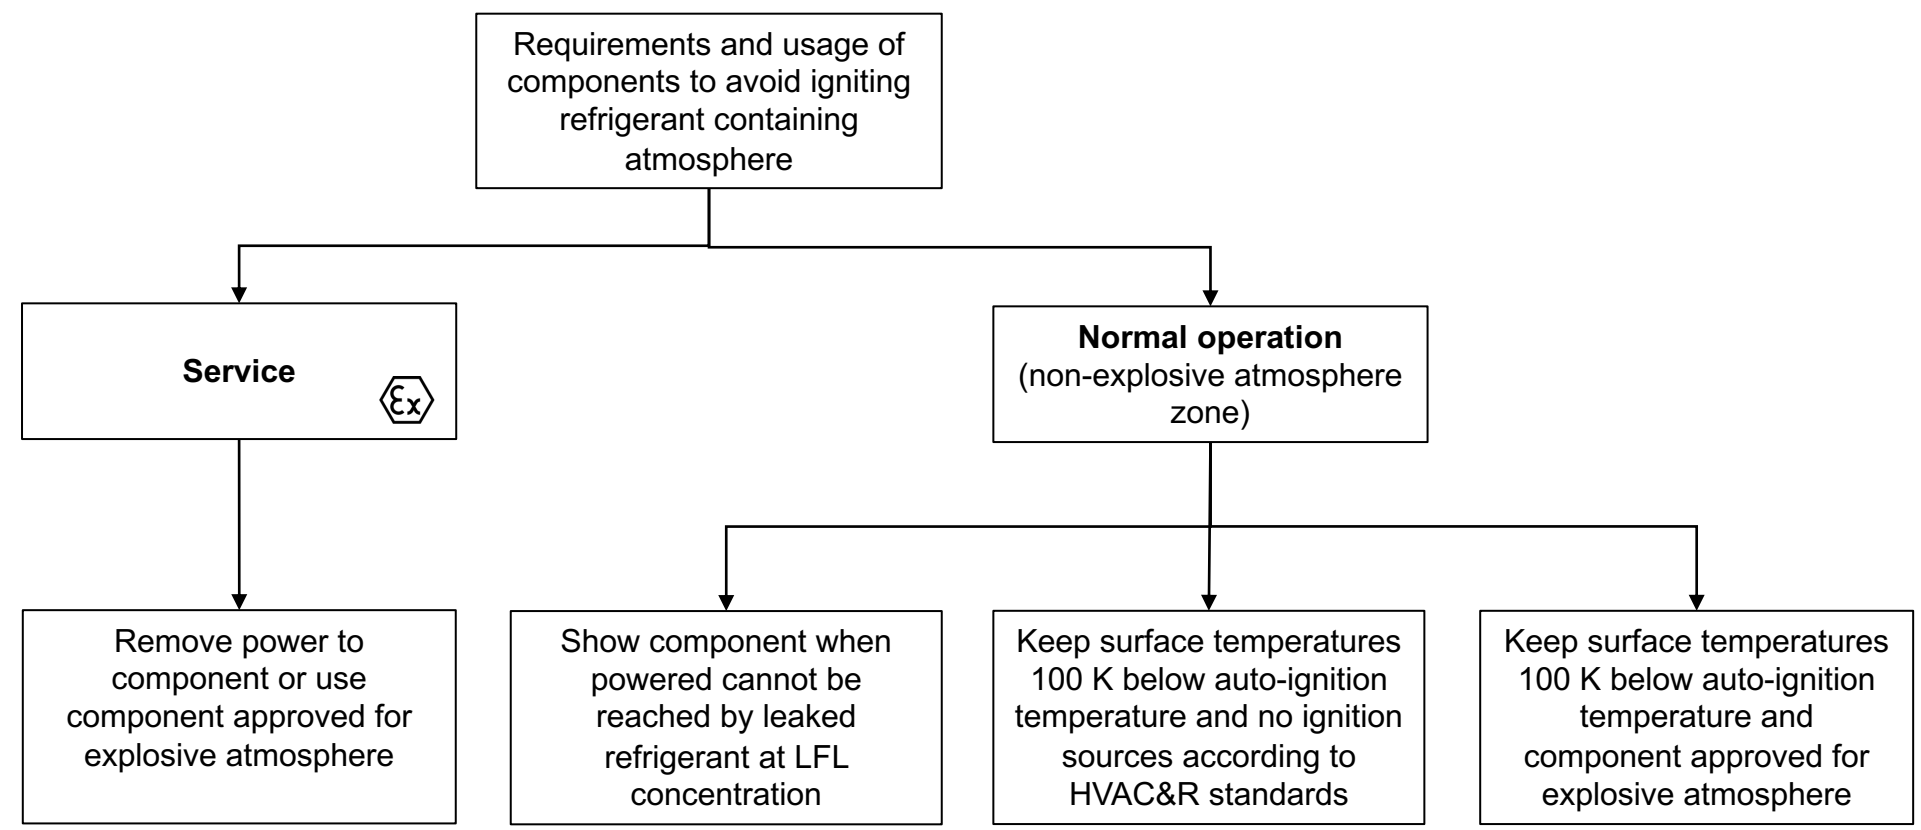 Requirements and usage of
components to avoid igniting
refrigerant containing
atmosphere
Service
Ex
Normal operation
(non-explosive atmosphere
zone)
Remove power to
component or use
component approved for
explosive atmosphere
Show component when
powered cannot be
reached by leaked
refrigerant at LFL
concentration
Keep surface temperatures
100 K below auto-ignition
temperature and no ignition
sources according to
HVAC&R standards
Keep surface temperatures
100 K below auto-ignition
temperature and
component approved for
explosive atmosphere